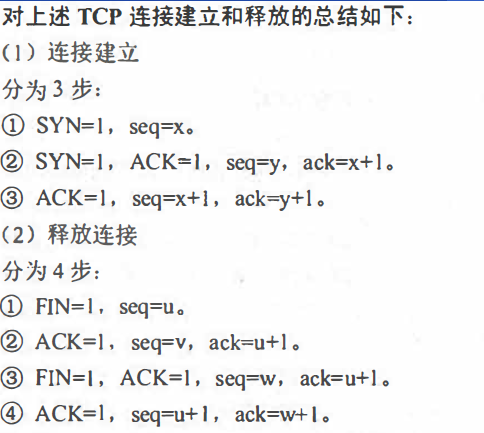 对上述 TCP 连接建立和释放的总结如下：
（1）连接建立
分为 3 步：
① SYN=1，seq=x。
② SYN=1，ACK=1，seq=y，ack=x+1。
③ ACK=1，seq=x+1，ack=y+1。
（2）释放连接
分为 4 步：
① FIN=1，seq=u。
② ACK=1，seq=v，ack=u+1。
③ FIN=1，ACK=1，seq=w，ack=u+1。
④ ACK=1，seq=u+1，ack=w+1。